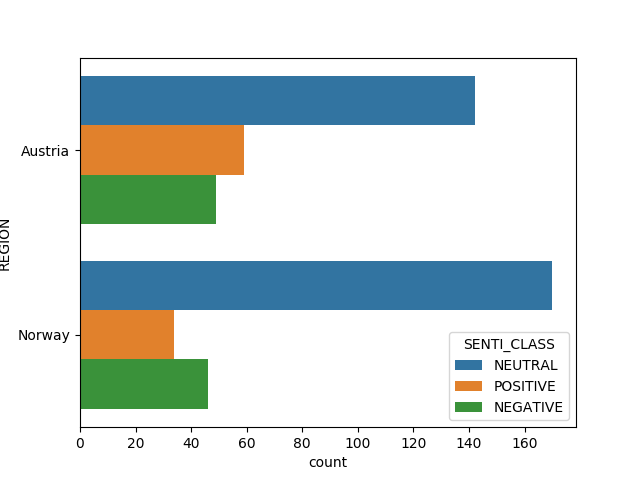 REGION
Austria
Norway
0 20 40 60 80 100 120 140 160
count
SENTI_CLASS
NEUTRAL
POSITIVE
NEGATIVE